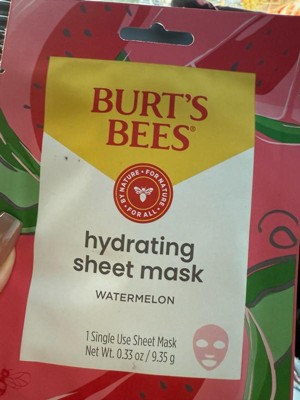 BURT'S
BEES®
BY NATURE • FOR NATURE
• FOR ALL •
hydrating
sheet mask
WATERMELON
1 Single Use Sheet Mask
Net Wt. 0.33 oz / 9.35 g